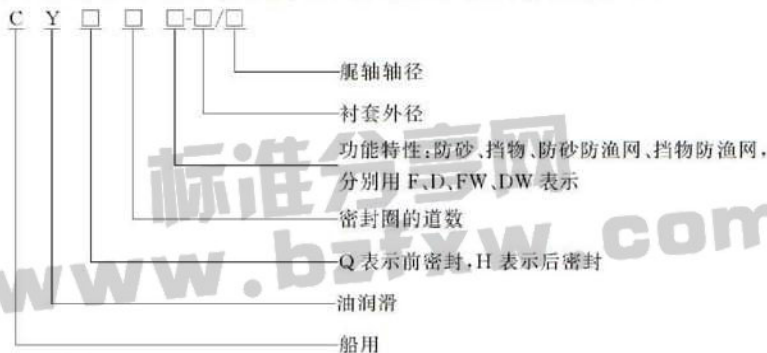 C Y □ □ □-□/□
艉轴轴径
衬套外径
功能特性:防砂、挡物、防砂防渔网、挡物防渔网,
分别用 F、D、FW、DW 表示
密封圈的道数
Q 表示前密封,H 表示后密封
油润滑
船用
标准分享网
www.bzfxw.com